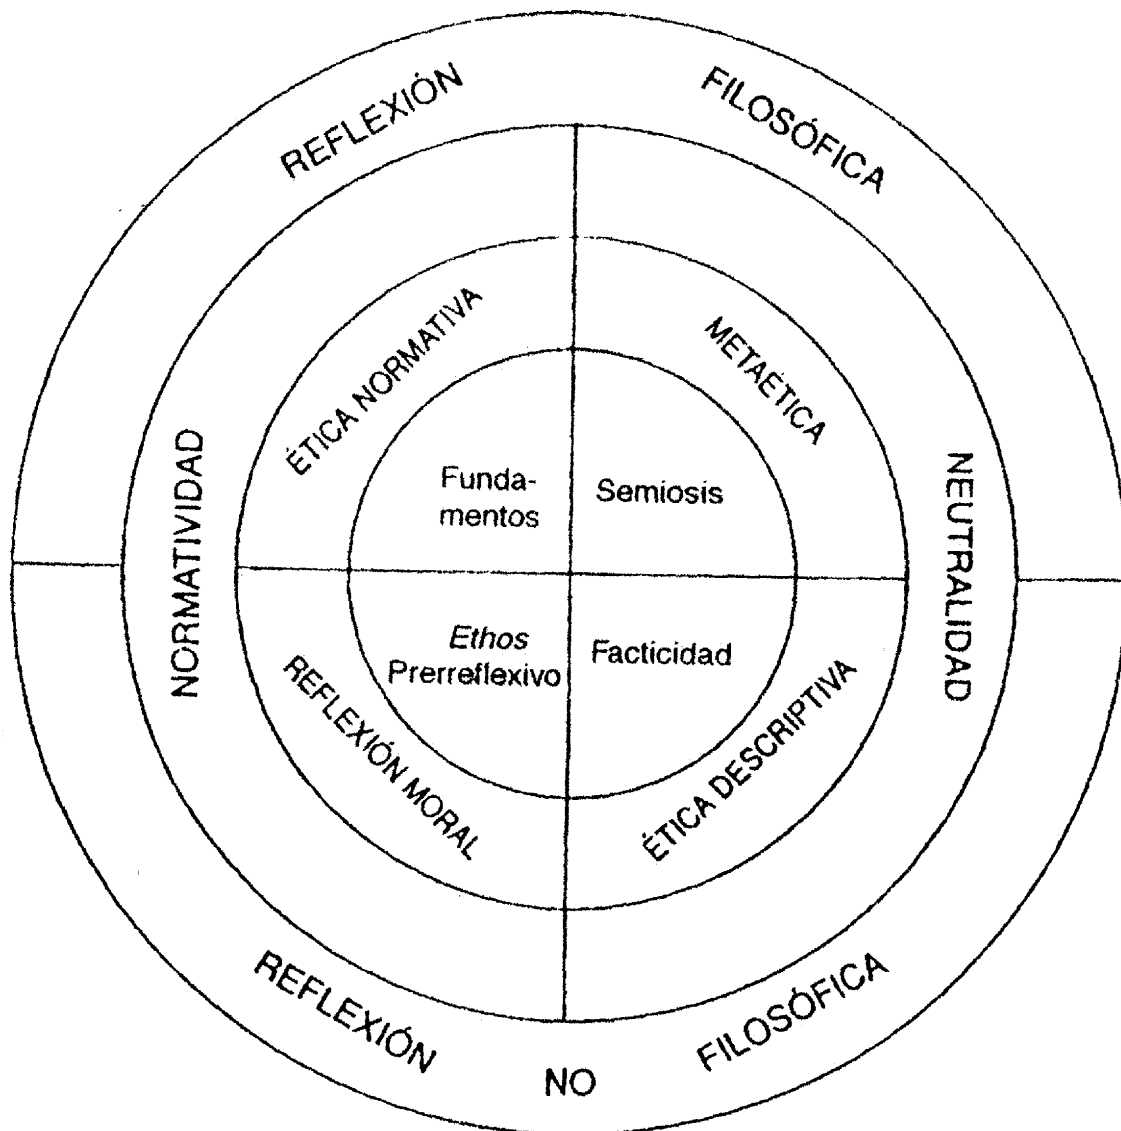 REFLEXIÓN
FILOSÓFICA
NORMATIVIDAD
NEUTRALIDAD
ÉTICA NORMATIVA
METAÉTICA
Funda-
mentos
Semiosis
Ethos
Prerreflexivo
Facticidad
REFLEXIÓN MORAL
ÉTICA DESCRIPTIVA
REFLEXIÓN
NO
FILOSÓFICA